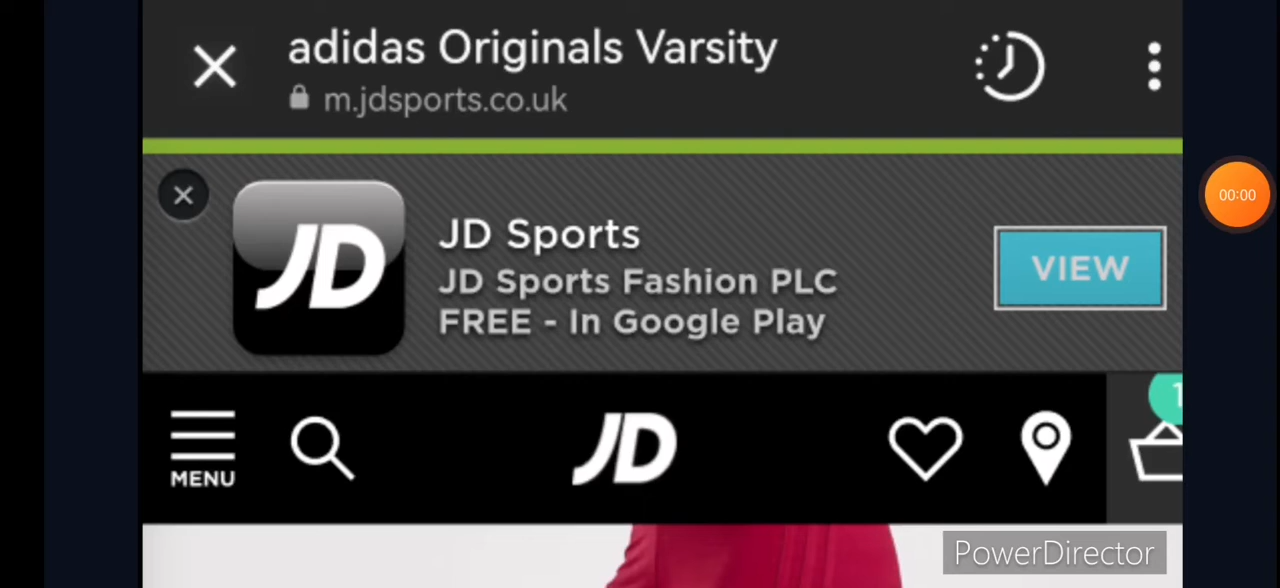 adidas Originals Varsity
m.jdsports.co.uk
00:00
JD
JD Sports
JD Sports Fashion PLC
FREE - In Google Play
VIEW
MENU
JD
1
PowerDirector